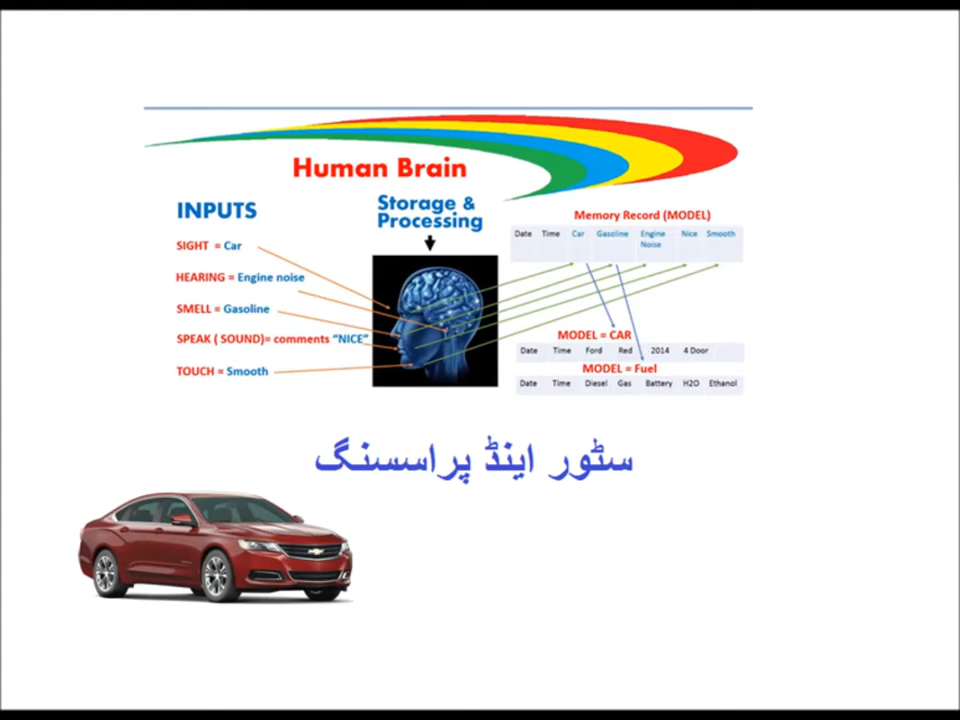 Human Brain
INPUTS
Storage &
Processing
Memory Record (MODEL)
Date Time Car Gasoline Engine Noise Nice Smooth
SIGHT = Car
HEARING = Engine noise
SMELL = Gasoline
SPEAK ( SOUND)= comments “NICE”
TOUCH = Smooth
MODEL = CAR
Date Time Ford Red 2014 4 Door
MODEL = Fuel
Date Time Diesel Gas Battery H2O Ethanol
سٹور اینڈ پراسسنگ